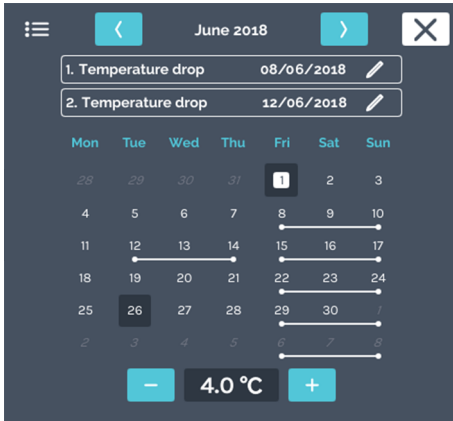 June 2018
1. Temperature drop 08/06/2018
2. Temperature drop 12/06/2018
Mon Tue Wed Thu Fri Sat Sun
28 29 30 31 1 2 3
4 5 6 7 8 9 10
11 12 13 14 15 16 17
18 19 20 21 22 23 24
25 26 27 28 29 30 1
2 3 4 5 6 7 8
− 4.0 °C +